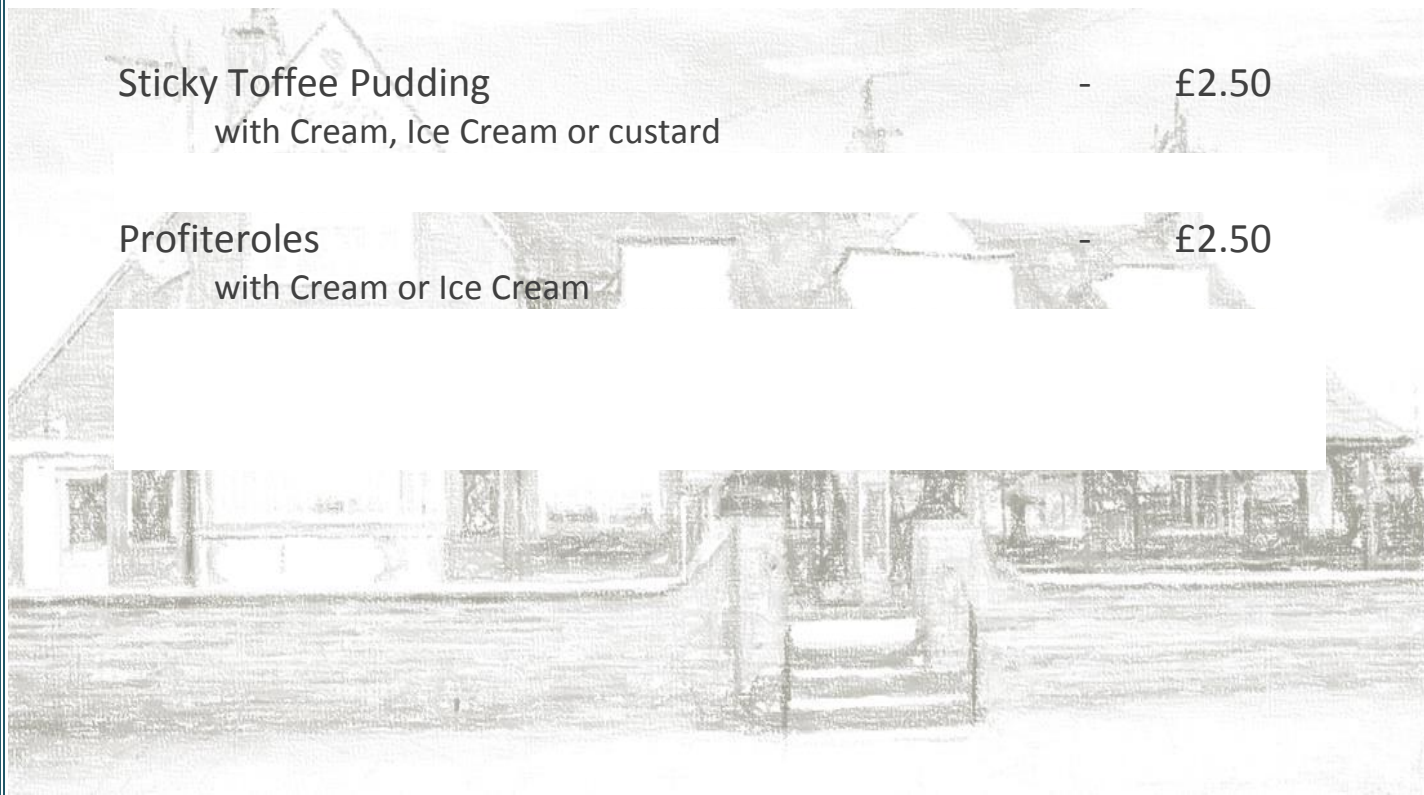 Sticky Toffee Pudding - £2.50
with Cream, Ice Cream or custard
Profiteroles - £2.50
with Cream or Ice Cream